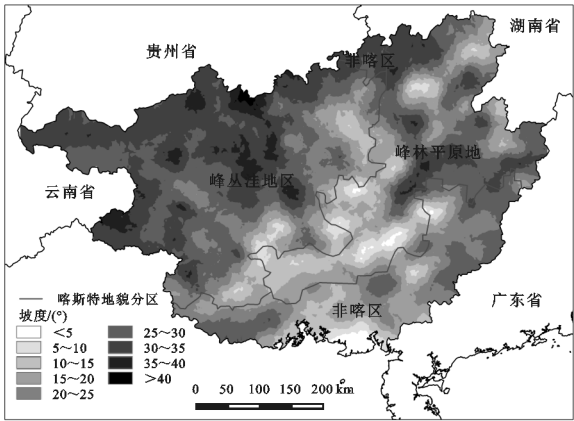 湖南省
贵州省
非喀区
峰林平原地
峰丛洼地区
云南省
广东省
非喀区
喀斯特地貌分区
坡度/(°)
<5
5~10
10~15
15~20
20~25
25~30
30~35
35~40
>40
0 50 100 150 200 km